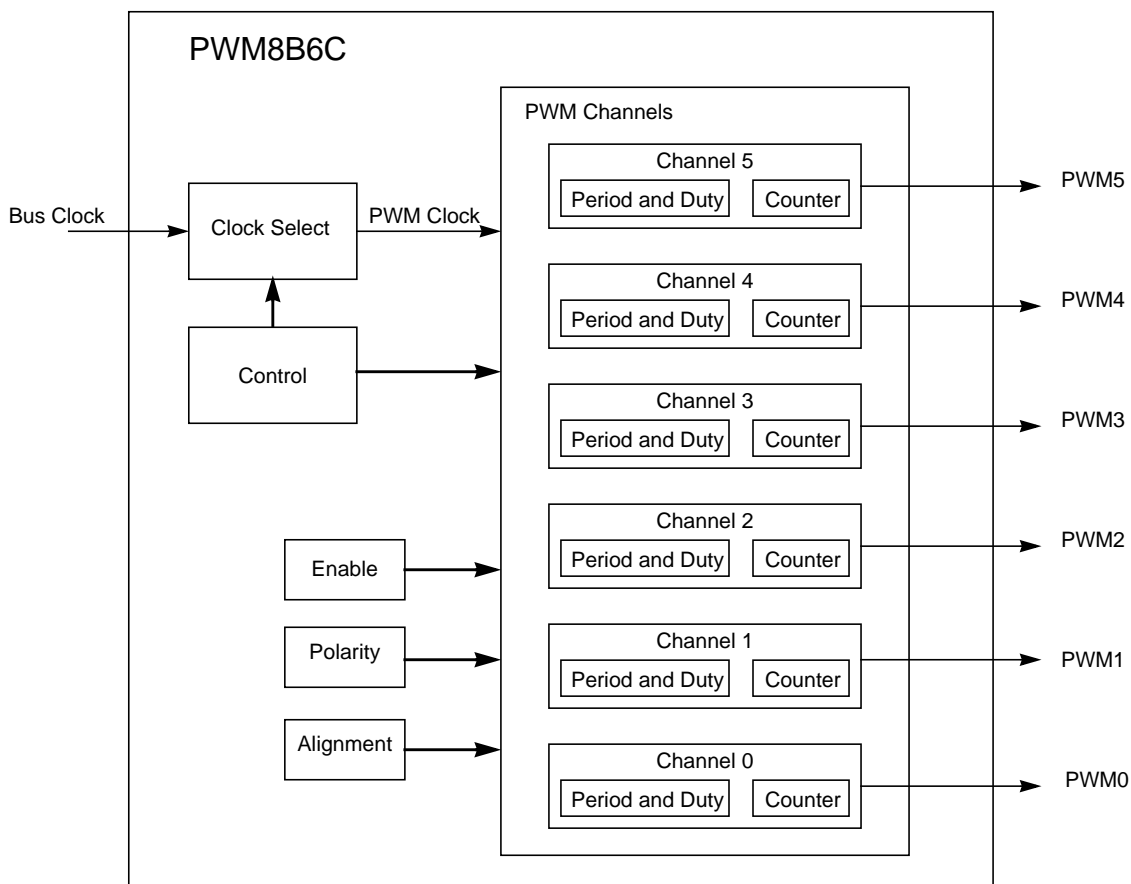 PWM8B6C
PWM Channels
Bus Clock
Clock Select
PWM Clock
Control
Enable
Polarity
Alignment
Channel 5
Period and Duty
Counter
PWM5
Channel 4
Period and Duty
Counter
PWM4
Channel 3
Period and Duty
Counter
PWM3
Channel 2
Period and Duty
Counter
PWM2
Channel 1
Period and Duty
Counter
PWM1
Channel 0
Period and Duty
Counter
PWM0